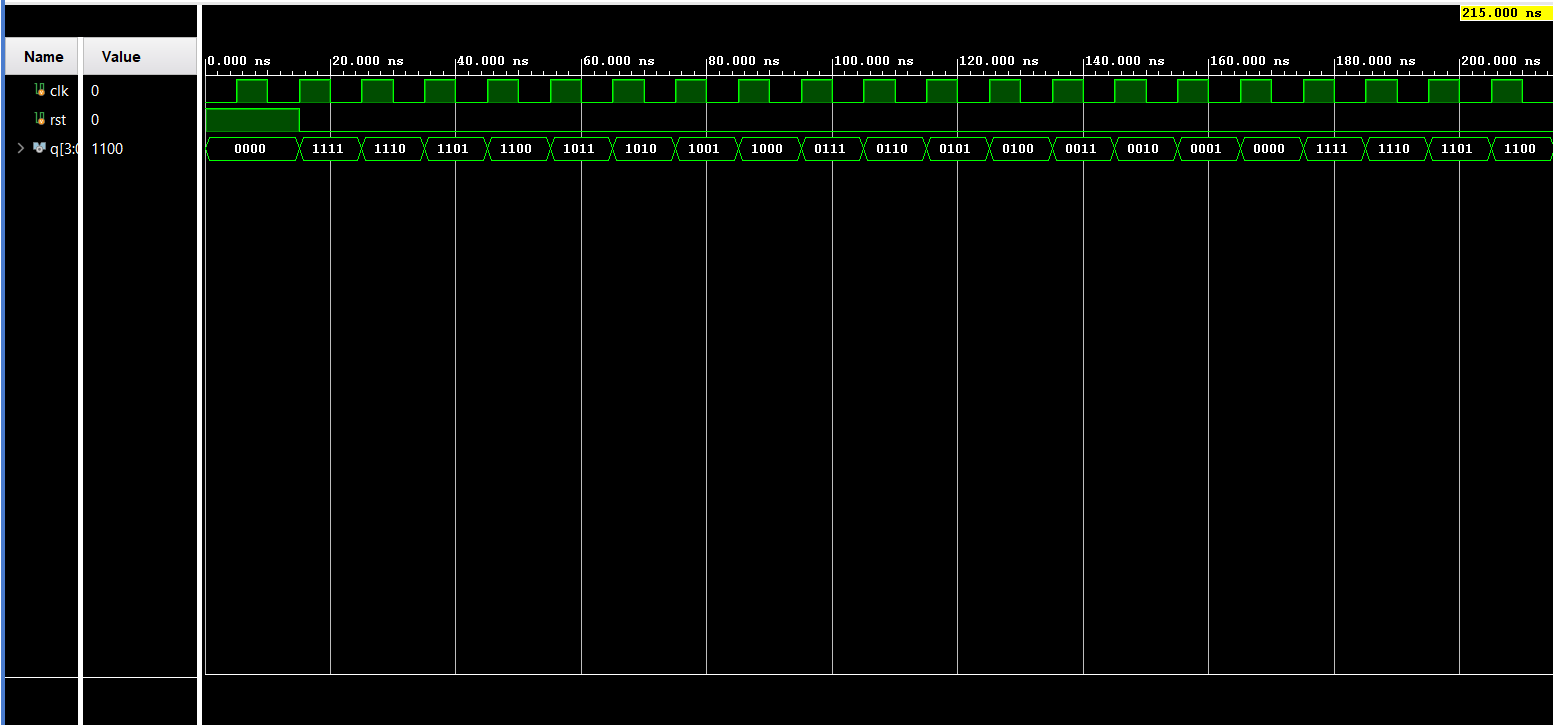 215.000 ns
Name Value
0.000 ns 20.000 ns 40.000 ns 60.000 ns 80.000 ns 100.000 ns 120.000 ns 140.000 ns 160.000 ns 180.000 ns 200.000 ns
clk 0
rst 0
q[3:0 1100 0000 1111 1110 1101 1100 1011 1010 1001 1000 0111 0110 0101 0100 0011 0010 0001 0000 1111 1110 1101 1100